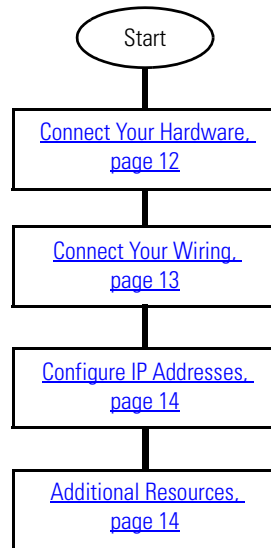 Start
Connect Your Hardware,
page 12
Connect Your Wiring,
page 13
Configure IP Addresses,
page 14
Additional Resources,
page 14